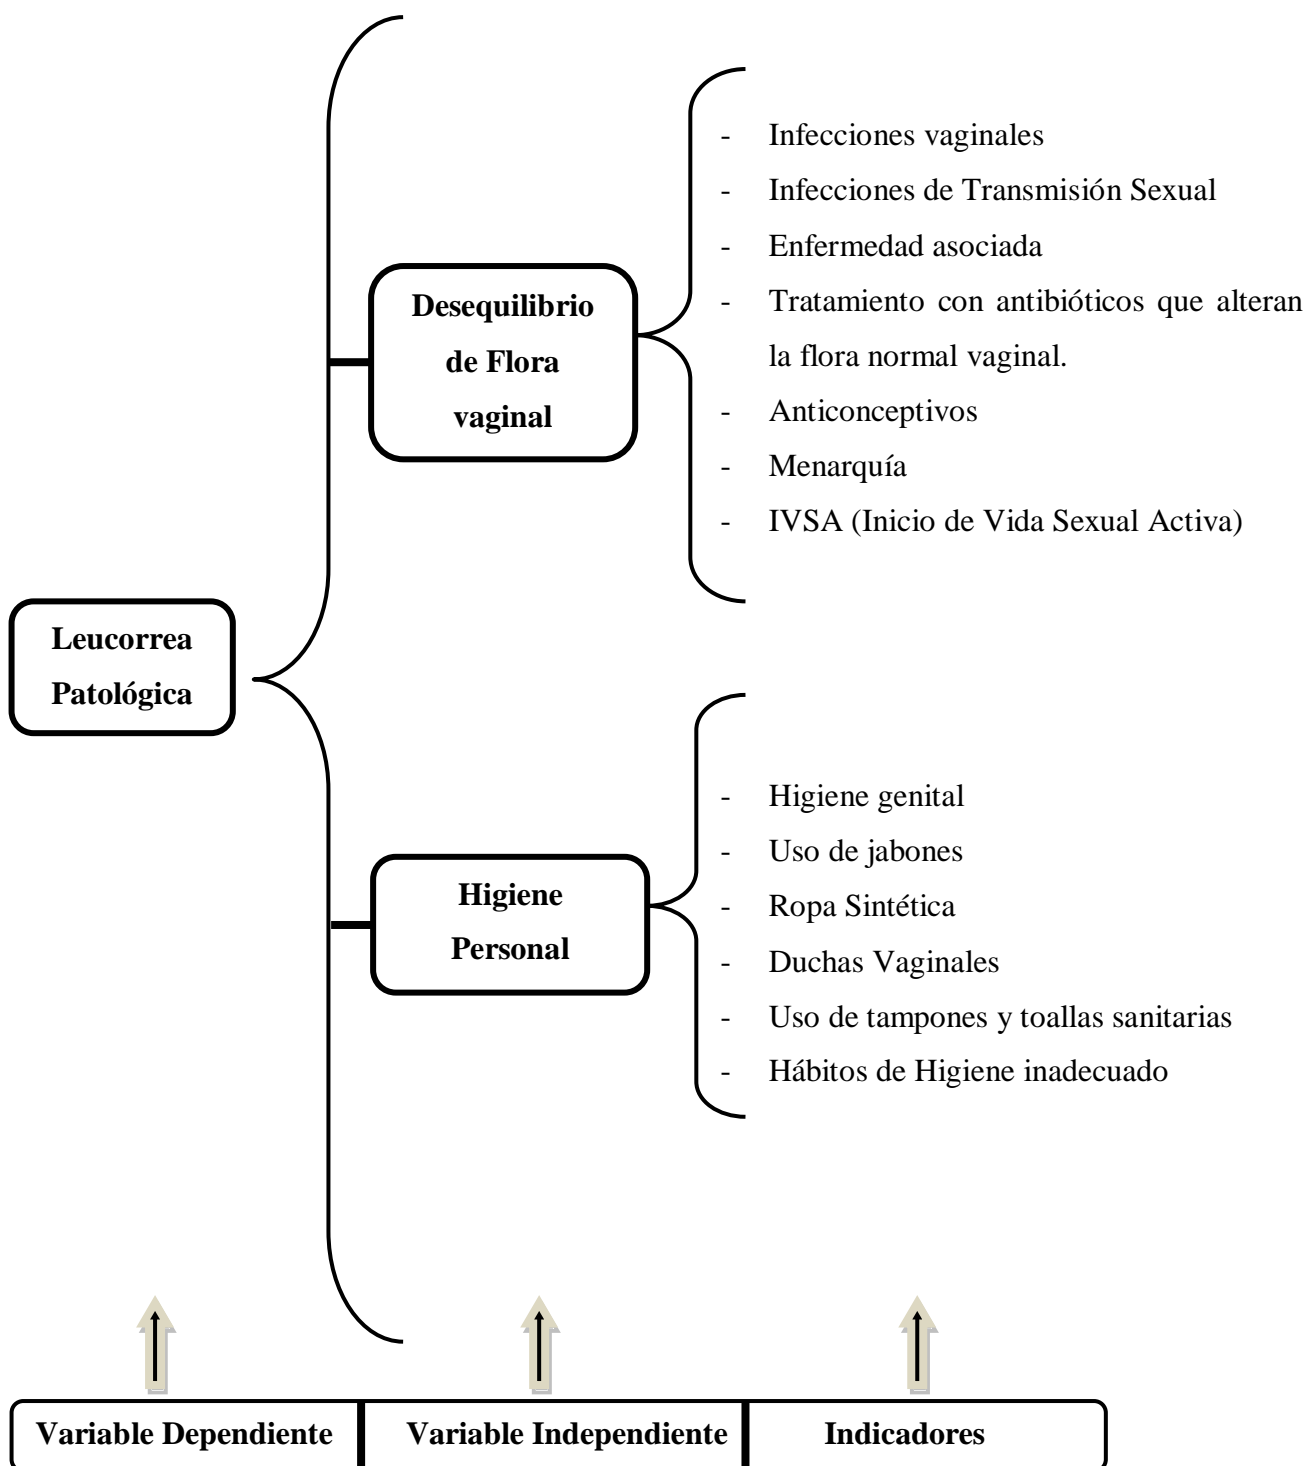 Leucorrea
Patológica
Desequilibrio
de Flora
vaginal
- Infecciones vaginales
- Infecciones de Transmisión Sexual
- Enfermedad asociada
- Tratamiento con antibióticos que alteran
la flora normal vaginal.
- Anticonceptivos
- Menarquía
- IVSA (Inicio de Vida Sexual Activa)
Higiene
Personal
- Higiene genital
- Uso de jabones
- Ropa Sintética
- Duchas Vaginales
- Uso de tampones y toallas sanitarias
- Hábitos de Higiene inadecuado
Variable Dependiente
Variable Independiente
Indicadores